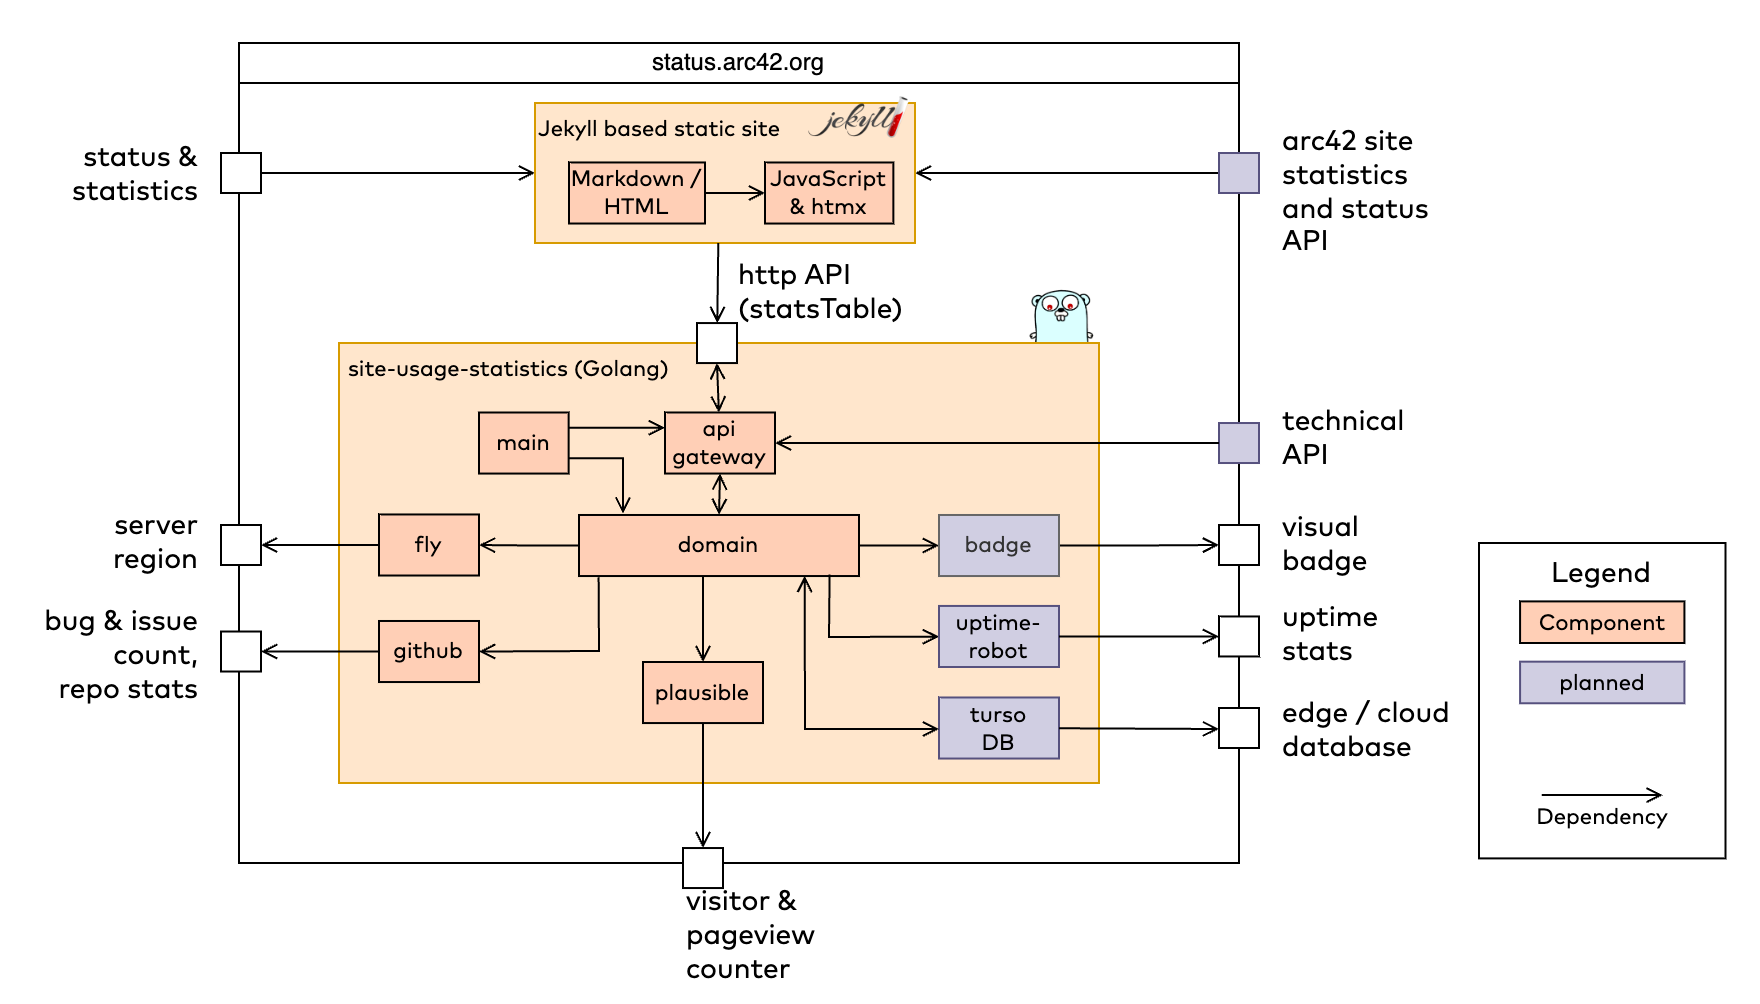 status.arc42.org
Jekyll based static site
jekyll
Markdown /
HTML
JavaScript
& htmx
status &
statistics
arc42 site
statistics
and status
API
http API
(statsTable)
site-usage-statistics (Golang)
main
api
gateway
technical
API
server
region
fly
domain
badge
visual
badge
bug & issue
count,
repo stats
github
plausible
uptime-
robot
uptime
stats
turso
DB
edge / cloud
database
visitor &
pageview
counter
Legend
Component
planned
Dependency